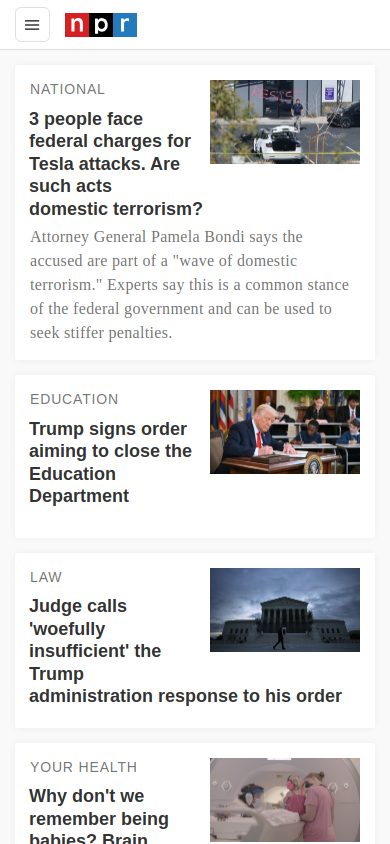 npr
NATIONAL
3 people face
federal charges for
Tesla attacks. Are
such acts
domestic terrorism?
Attorney General Pamela Bondi says the
accused are part of a "wave of domestic
terrorism." Experts say this is a common stance
of the federal government and can be used to
seek stiffer penalties.
EDUCATION
Trump signs order
aiming to close the
Education
Department
LAW
Judge calls
'woefully
insufficient' the
Trump
administration response to his order
YOUR HEALTH
Why don't we
remember being
babies? Brain